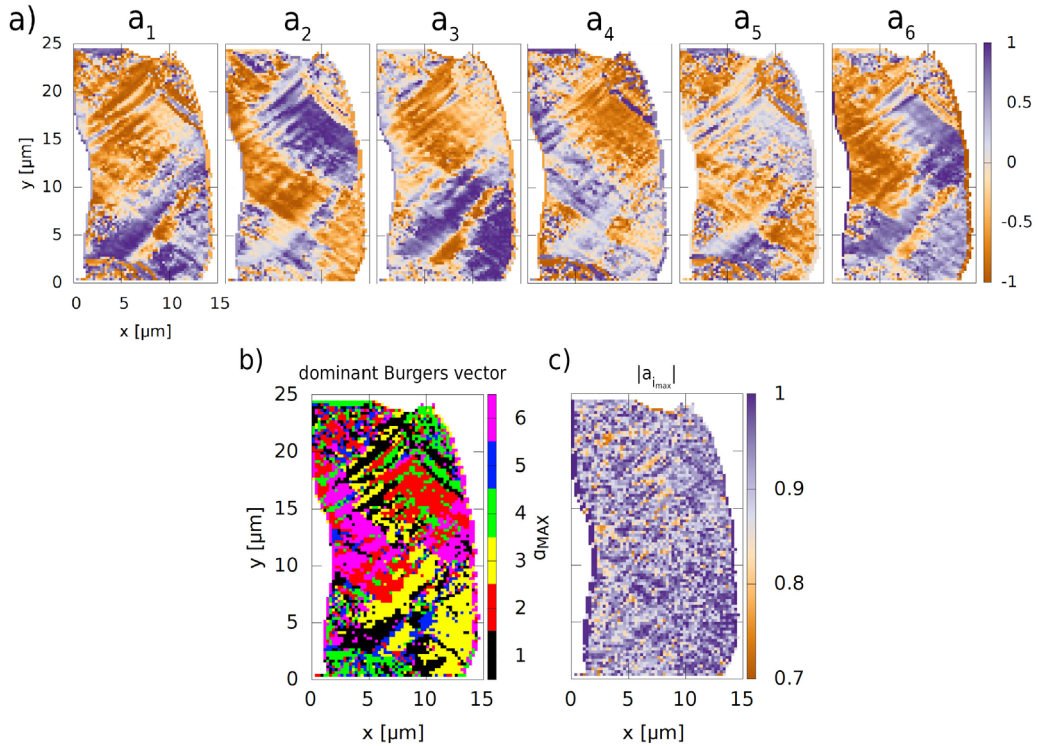 a)
a1 a2 a3 a4 a5 a6
25
20
15
10
5
0
y [μm]
0 5 10 15
x [μm]
1
0.5
0
-0.5
-1
b)
dominant Burgers vector
25
20
15
10
5
0
y [μm]
0 5 10 15
x [μm]
6
5
4
3
2
1
aMAX
c)
|aimax|
0 5 10 15
x [μm]
1
0.9
0.8
0.7